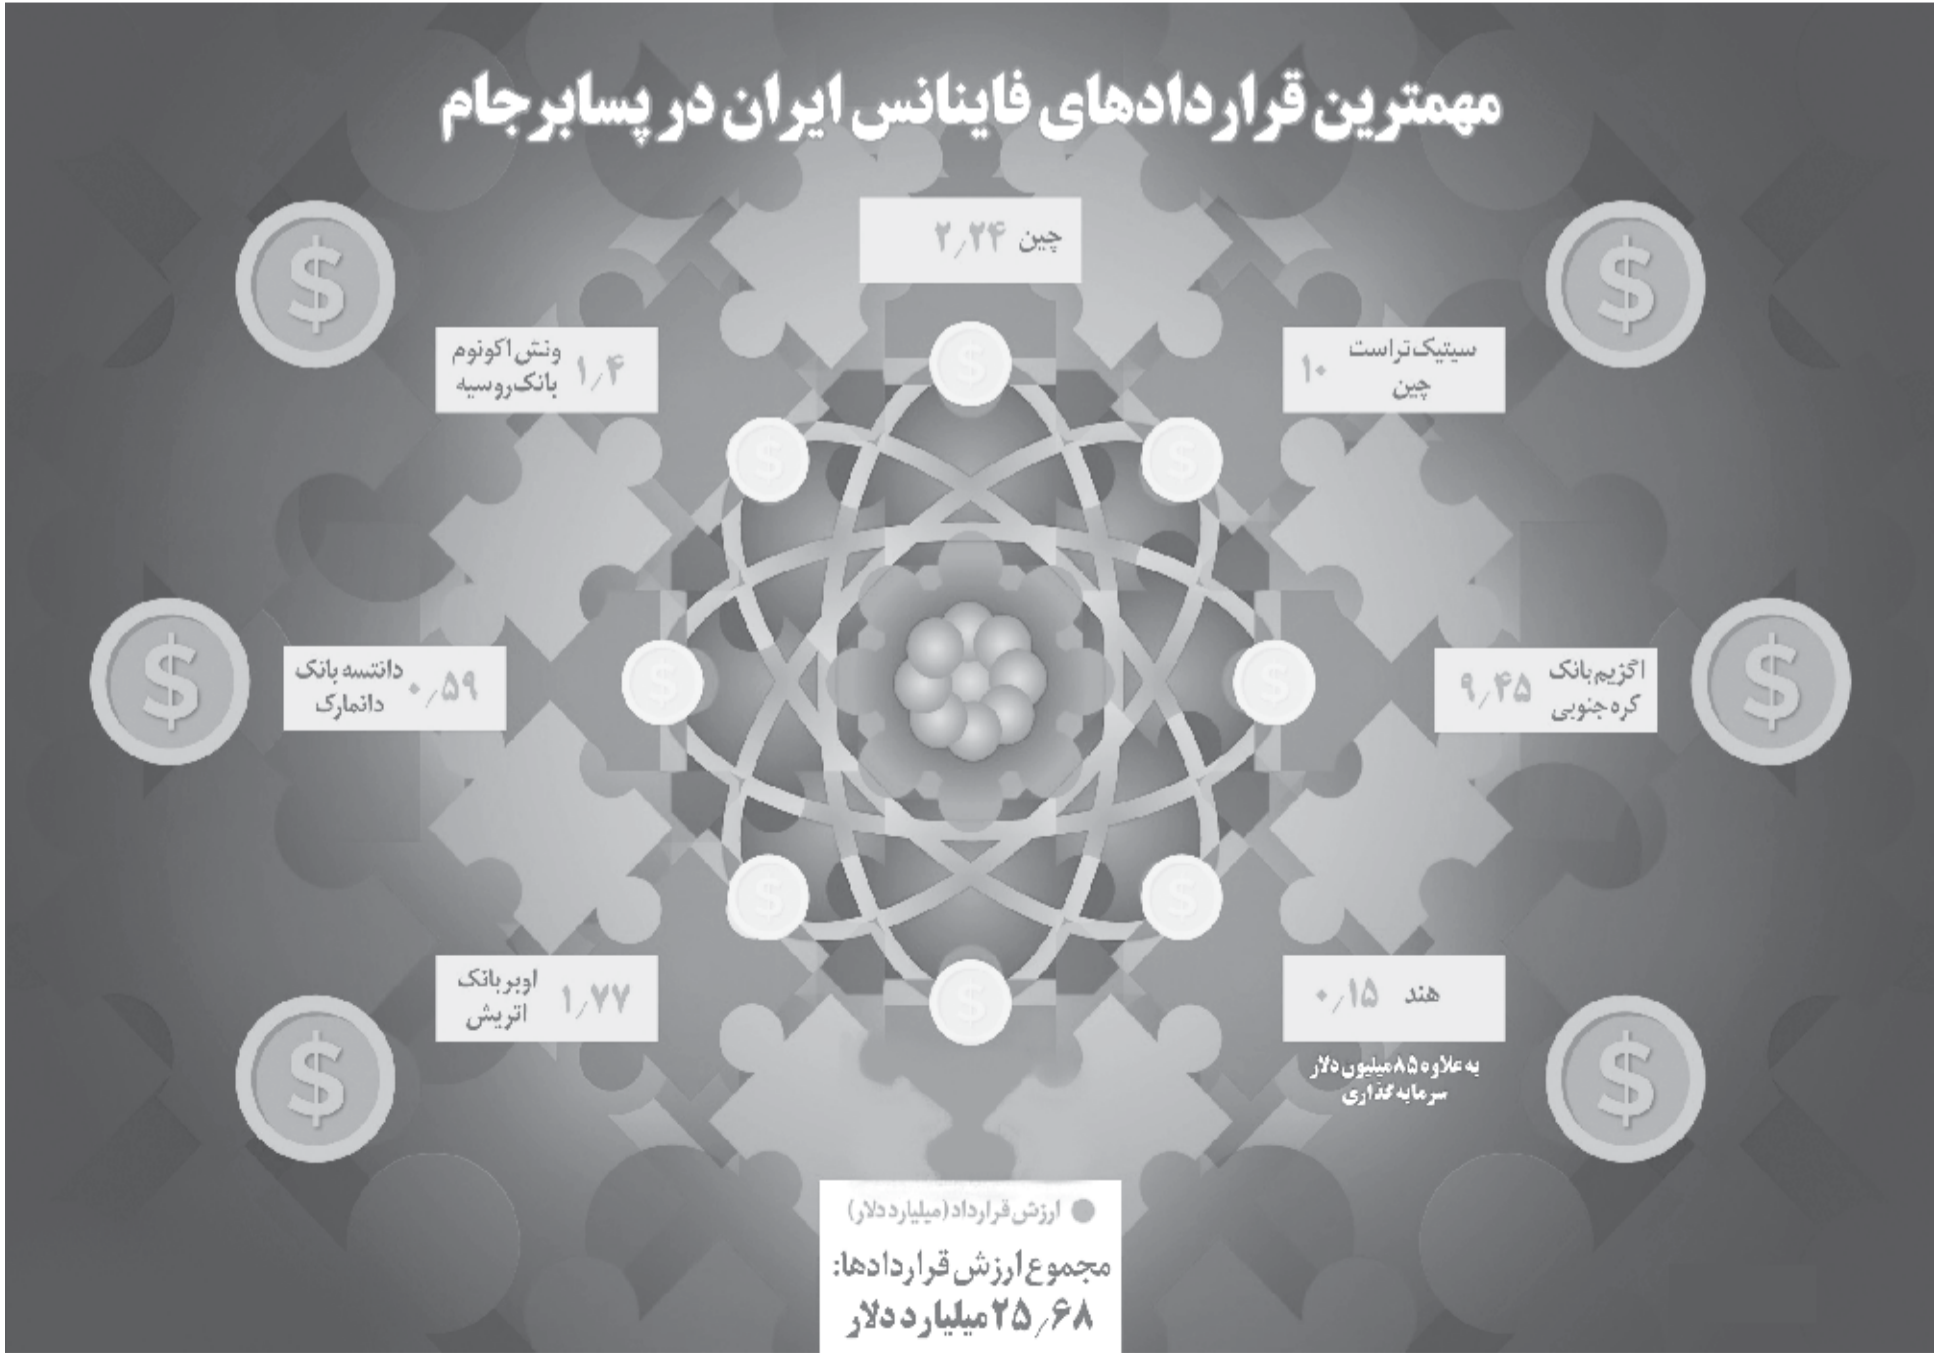 مهمترین قراردادهای فاینانس ایران در پسابرجام
چین ۲٫۲۴
سیتیک تراست
چین
۱۰
ونش اکونوم
بانک روسیه
۱٫۴
اگزیم بانک
کره جنوبی
۹٫۴۵
دانتسه بانک
دانمارک
۰٫۵۹
هند ۰٫۱۵
به علاوه ۸۵ میلیون دلار
سرمایه گذاری
اوبر بانک
اتریش
۱٫۷۷
ارزش قرارداد (میلیارد دلار)
مجموع ارزش قراردادها:
۲۵٫۶۸ میلیارد دلار
$
$
$
$
$
$
$
$
$
$
$
$
$
$